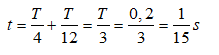 t = T/4 + T/12 = T/3 = 0,2/3 = 1/15 s